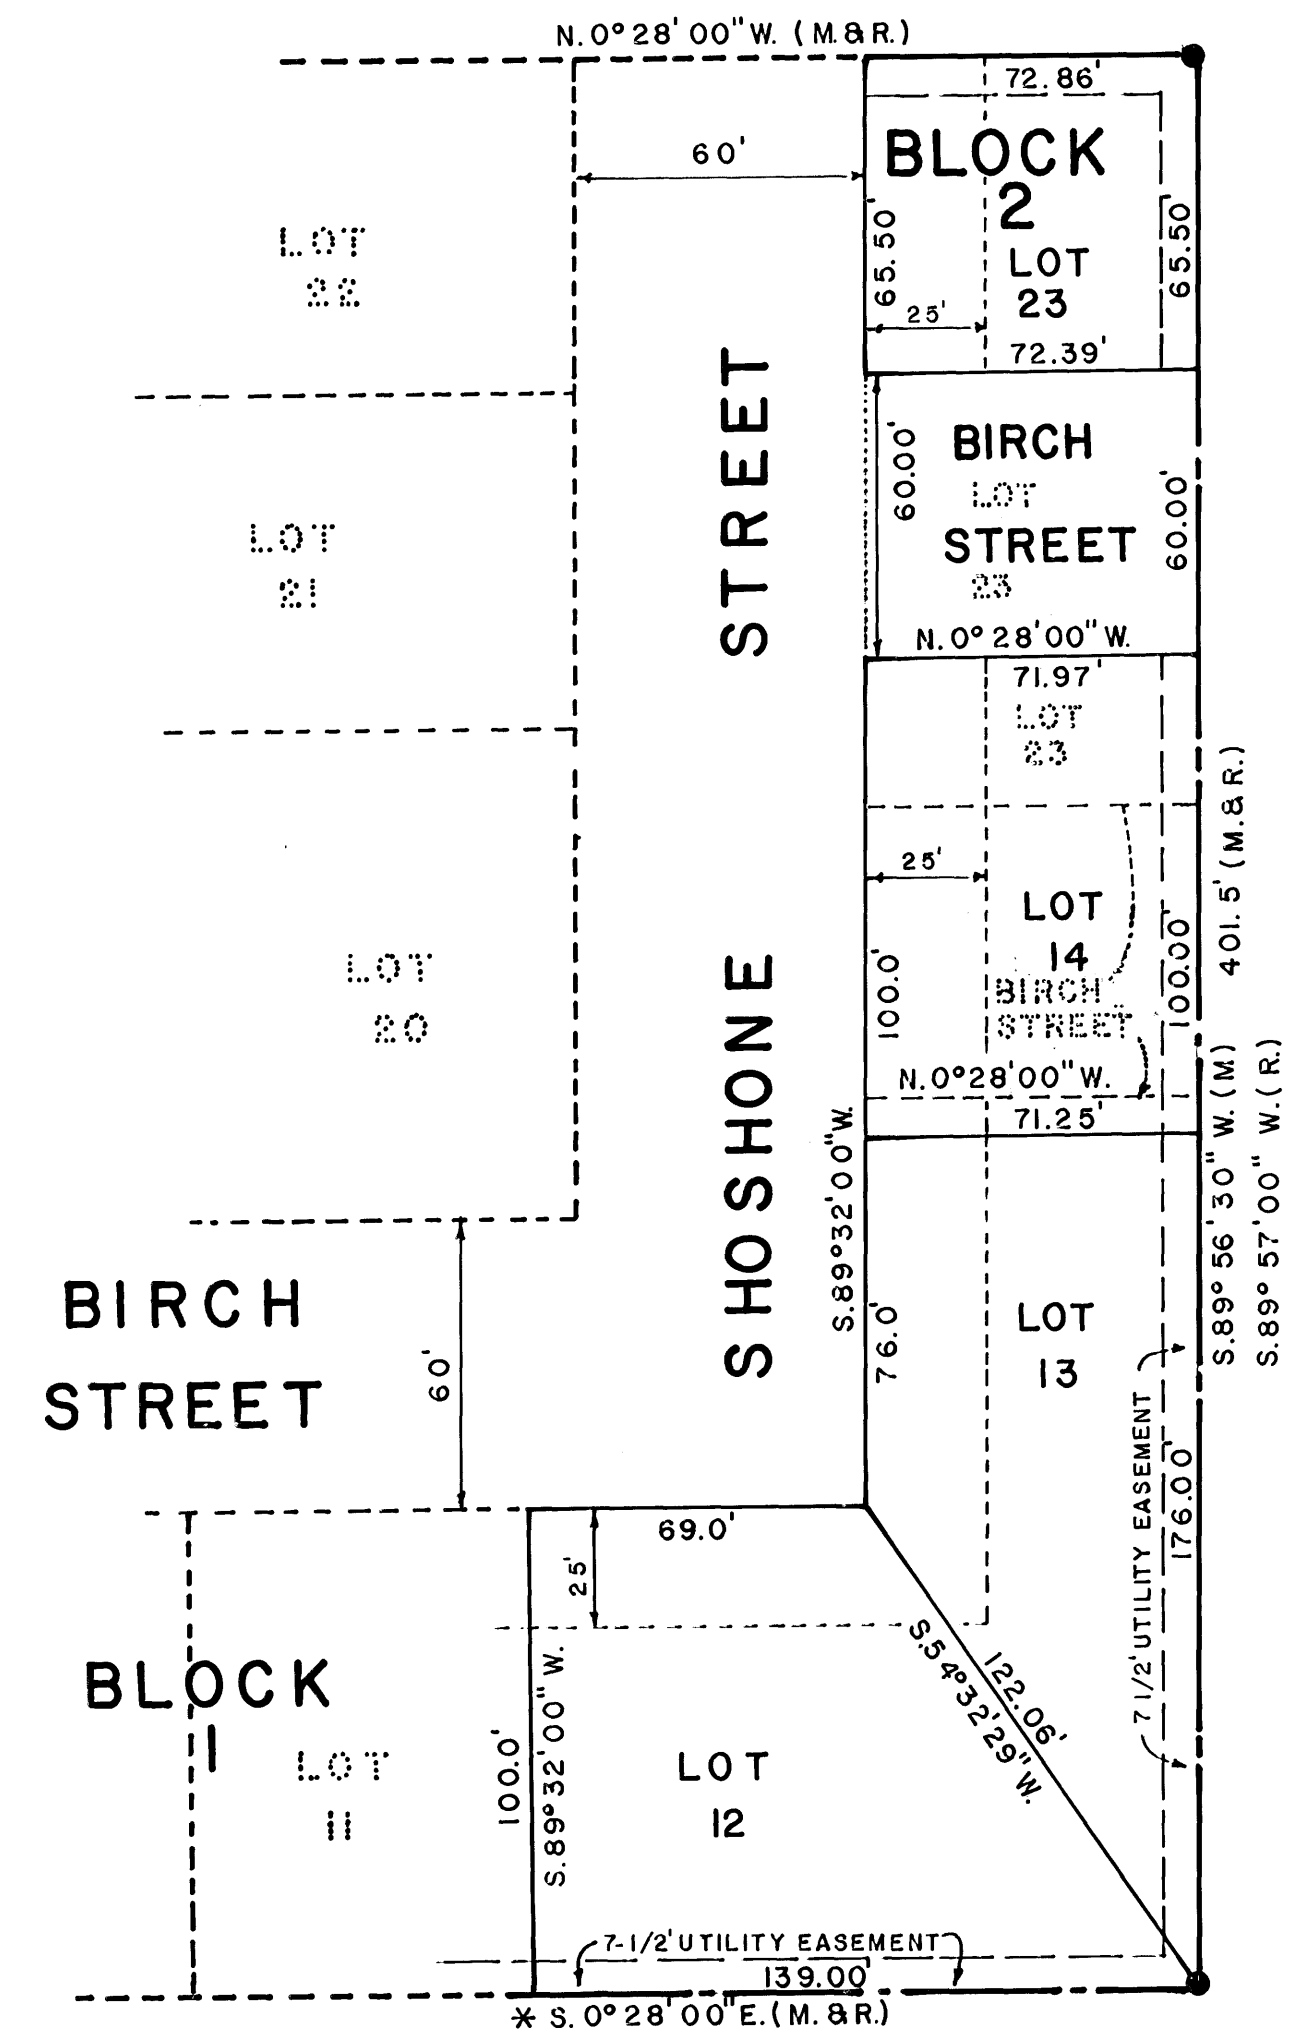 N. 0° 28' 00" W. (M. & R.)
72.86'
BLOCK
2
60'
65.50'
65.50'
LOT
22
LOT
23
25'
72.39'
STREET
BIRCH
LOT
STREET
23
60.00'
60.00'
LOT
21
N. 0° 28' 00" W.
71.97'
LOT
23
401.5' (M. & R.)
25'
LOT
14
BIRCH
STREET
100.0'
100.00'
LOT
20
SHOSHONE
N. 0° 28' 00" W.
71.25'
S. 89° 56' 30" W. (M)
S. 89° 57' 00" W. (R.)
S. 89° 32' 00" W.
76.0'
LOT
13
BIRCH
STREET
60'
7 1/2' UTILITY EASEMENT
176.00'
69.0'
25'
S. 54° 32' 29" W.
122.06'
BLOCK
1
LOT
11
100.0'
S. 89° 32' 00" W.
LOT
12
7-1/2' UTILITY EASEMENT
139.00'
* S. 0° 28' 00" E. (M. & R.)